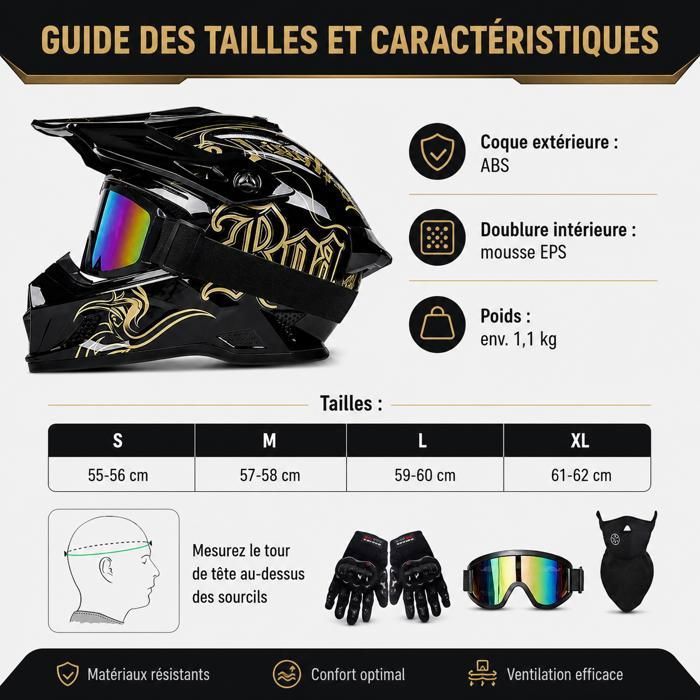 GUIDE DES TAILLES ET CARACTÉRISTIQUES
Coque extérieure :
ABS
Doublure intérieure :
mousse EPS
Poids :
env. 1,1 kg
Tailles :
S M L XL
55-56 cm 57-58 cm 59-60 cm 61-62 cm
Mesurez le tour
de tête au-dessus
des sourcils
Matériaux résistants
Confort optimal
Ventilation efficace